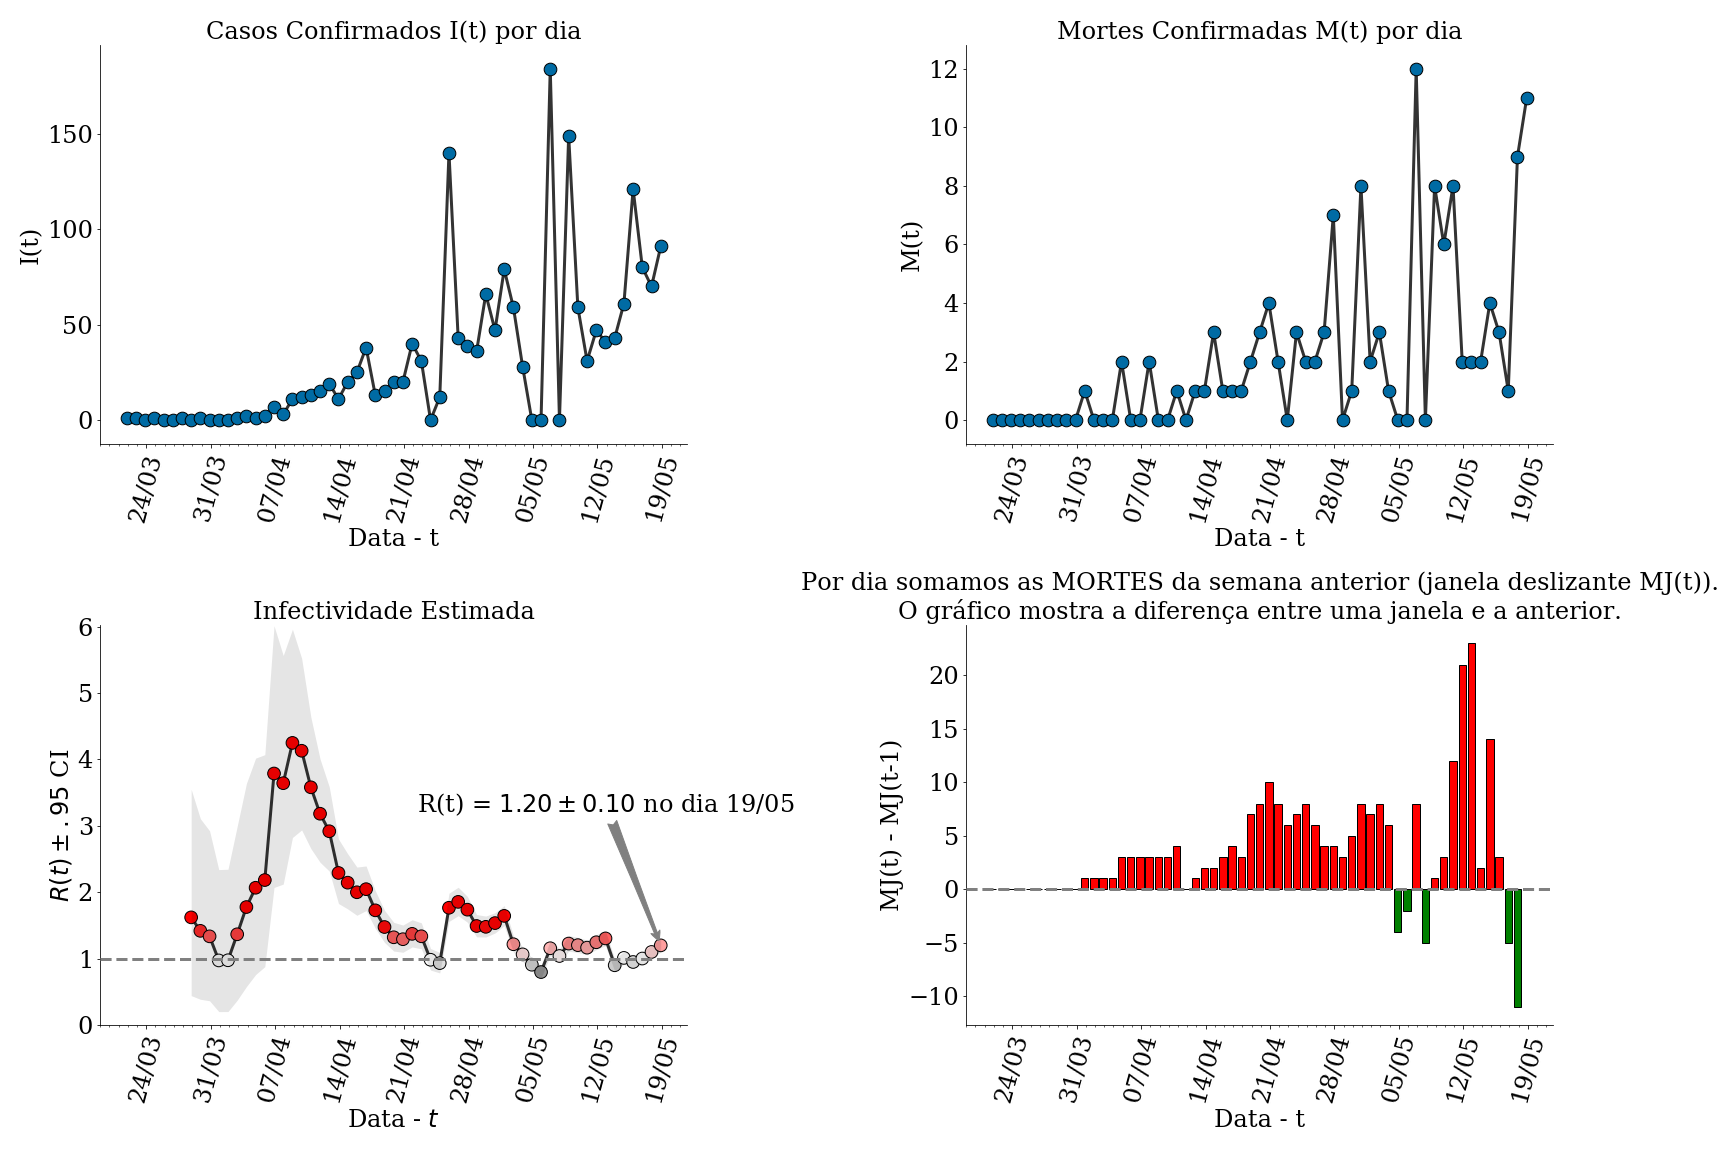 Casos Confirmados I(t) por dia
I(t)
150
100
50
0
24/03 31/03 07/04 14/04 21/04 28/04 05/05 12/05 19/05
Data - t
Mortes Confirmadas M(t) por dia
M(t)
12
10
8
6
4
2
0
24/03 31/03 07/04 14/04 21/04 28/04 05/05 12/05 19/05
Data - t
Infectividade Estimada
R(t) ± .95 CI
6
5
4
3
2
1
0
R(t) = 1.20 ± 0.10 no dia 19/05
24/03 31/03 07/04 14/04 21/04 28/04 05/05 12/05 19/05
Data - t
Por dia somamos as MORTES da semana anterior (janela deslizante MJ(t)).
O gráfico mostra a diferença entre uma janela e a anterior.
MJ(t) - MJ(t-1)
20
15
10
5
0
−5
−10
24/03 31/03 07/04 14/04 21/04 28/04 05/05 12/05 19/05
Data - t